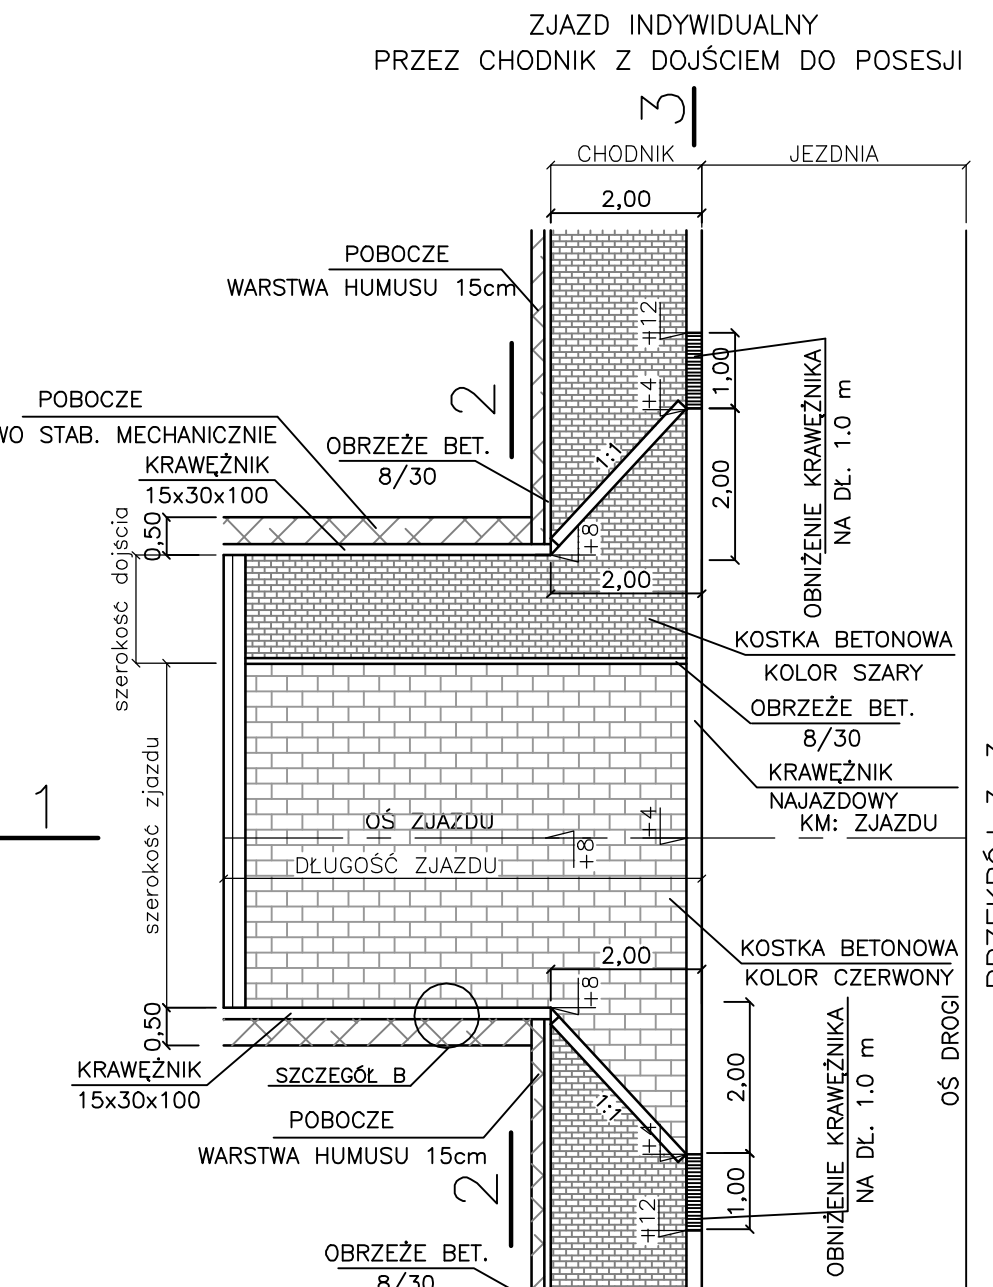 ZJAZD INDYWIDUALNY
PRZEZ CHODNIK Z DOJŚCIEM DO POSESJI
3
CHODNIK
JEZDNIA
2,00
POBOCZE
WARSTWA HUMUSU 15cm
+12
1,00
+4
2
POBOCZE
WO STAB. MECHANICZNIE
OBRZEŻE BET.
8/30
1:1
2,00
OBNIŻENIE KRAWĘŻNIKA
NA DŁ. 1.0 m
KRAWĘŻNIK
15x30x100
0,50
szerokość dojścia
+8
2,00
KOSTKA BETONOWA
KOLOR SZARY
OBRZEŻE BET.
8/30
KRAWĘŻNIK
NAJAZDOWY
KM: ZJAZDU
1
szerokość zjazdu
OŚ ZJAZDU
+4
+8
DŁUGOŚĆ ZJAZDU
KOSTKA BETONOWA
KOLOR CZERWONY
2,00
+8
0,50
KRAWĘŻNIK
15x30x100
SZCZEGÓŁ B
POBOCZE
WARSTWA HUMUSU 15cm
1:1
+4
2,00
OBNIŻENIE KRAWĘŻNIKA
NA DŁ. 1.0 m
OŚ DROGI
2
+12
1,00
OBRZEŻE BET.
8/30